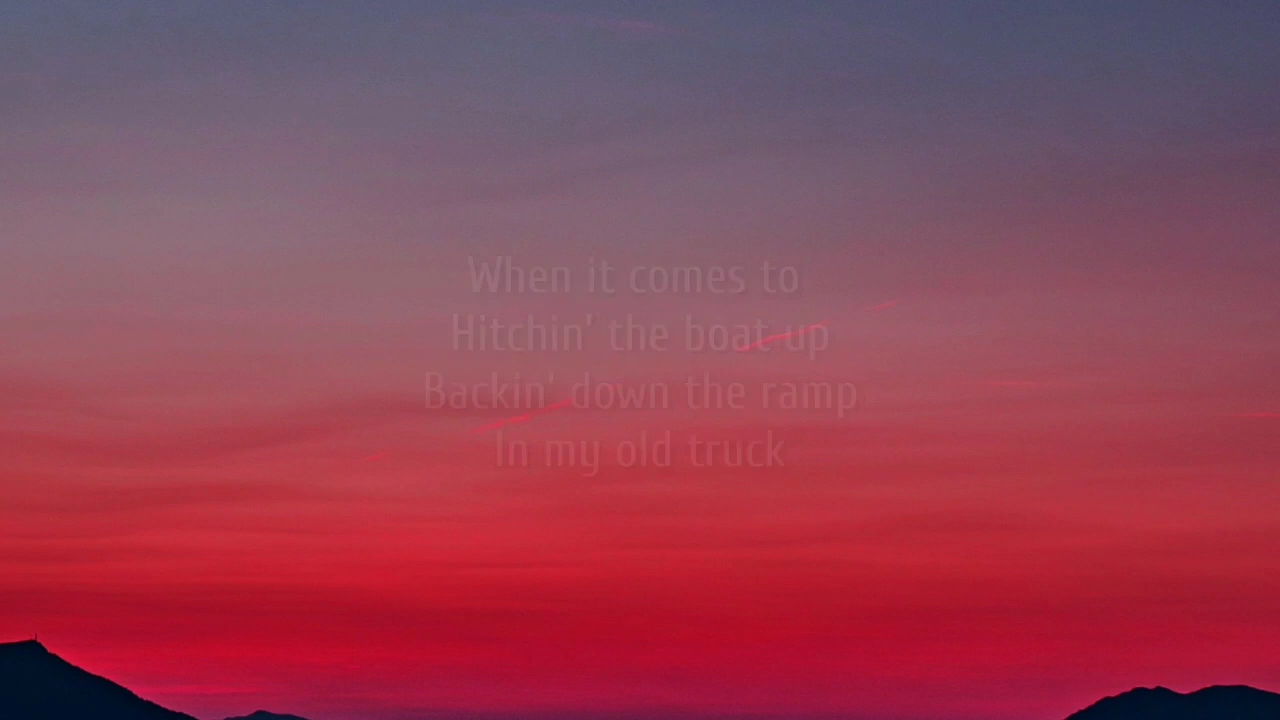 When it comes to
Hitchin' the boat up
Backin' down the ramp
In my old truck